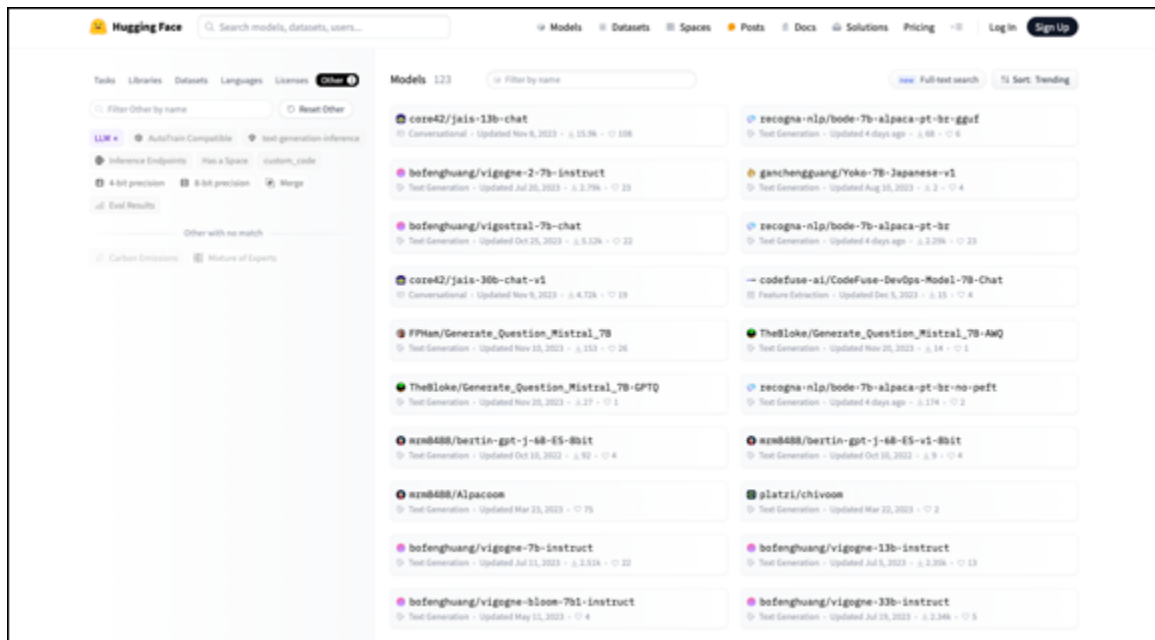 Hugging Face
Search models, datasets, users...
Models
Datasets
Spaces
Posts
Docs
Solutions
Pricing
Log In
Sign Up
Tasks
Libraries
Datasets
Languages
Licenses
Other 1
Filter Other by name
Reset Other
LLM ×
AutoTrain Compatible
text-generation-inference
Inference Endpoints
Has a Space
custom_code
4-bit precision
8-bit precision
Merge
Eval Results
Other with no match
Carbon Emissions
Mixture of Experts
Models 123
Filter by name
new Full-text search
Sort: Trending
core42/jais-13b-chat
Conversational • Updated Nov 8, 2023 • 15.9k • 108
recogna-nlp/bode-7b-alpaca-pt-br-gguf
Text Generation • Updated 4 days ago • 68 • 6
bofenghuang/vigogne-2-7b-instruct
Text Generation • Updated Jul 20, 2023 • 2.79k • 23
ganchengguang/Yoko-7B-Japanese-v1
Text Generation • Updated Aug 10, 2023 • 2 • 4
bofenghuang/vigostral-7b-chat
Text Generation • Updated Oct 25, 2023 • 5.12k • 22
recogna-nlp/bode-7b-alpaca-pt-br
Text Generation • Updated 4 days ago • 2.29k • 23
core42/jais-30b-chat-v1
Conversational • Updated Nov 9, 2023 • 4.72k • 19
codefuse-ai/CodeFuse-DevOps-Model-7B-Chat
Feature Extraction • Updated Dec 5, 2023 • 15 • 4
FPHam/Generate_Question_Mistral_7B
Text Generation • Updated Nov 10, 2023 • 153 • 26
TheBloke/Generate_Question_Mistral_7B-AWQ
Text Generation • Updated Nov 20, 2023 • 14 • 1
TheBloke/Generate_Question_Mistral_7B-GPTQ
Text Generation • Updated Nov 20, 2023 • 27 • 1
recogna-nlp/bode-7b-alpaca-pt-br-no-peft
Text Generation • Updated 4 days ago • 174 • 2
mrm8488/bertin-gpt-j-6B-ES-8bit
Text Generation • Updated Oct 10, 2022 • 92 • 4
mrm8488/bertin-gpt-j-6B-ES-v1-8bit
Text Generation • Updated Oct 10, 2022 • 9 • 4
mrm8488/Alpacoom
Text Generation • Updated Mar 23, 2023 • 75
platzi/chivoom
Text Generation • Updated Mar 22, 2023 • 2
bofenghuang/vigogne-7b-instruct
Text Generation • Updated Jul 11, 2023 • 2.51k • 22
bofenghuang/vigogne-13b-instruct
Text Generation • Updated Jul 5, 2023 • 2.35k • 13
bofenghuang/vigogne-bloom-7b1-instruct
Text Generation • Updated May 11, 2023 • 4
bofenghuang/vigogne-33b-instruct
Text Generation • Updated Jul 19, 2023 • 2.34k • 5